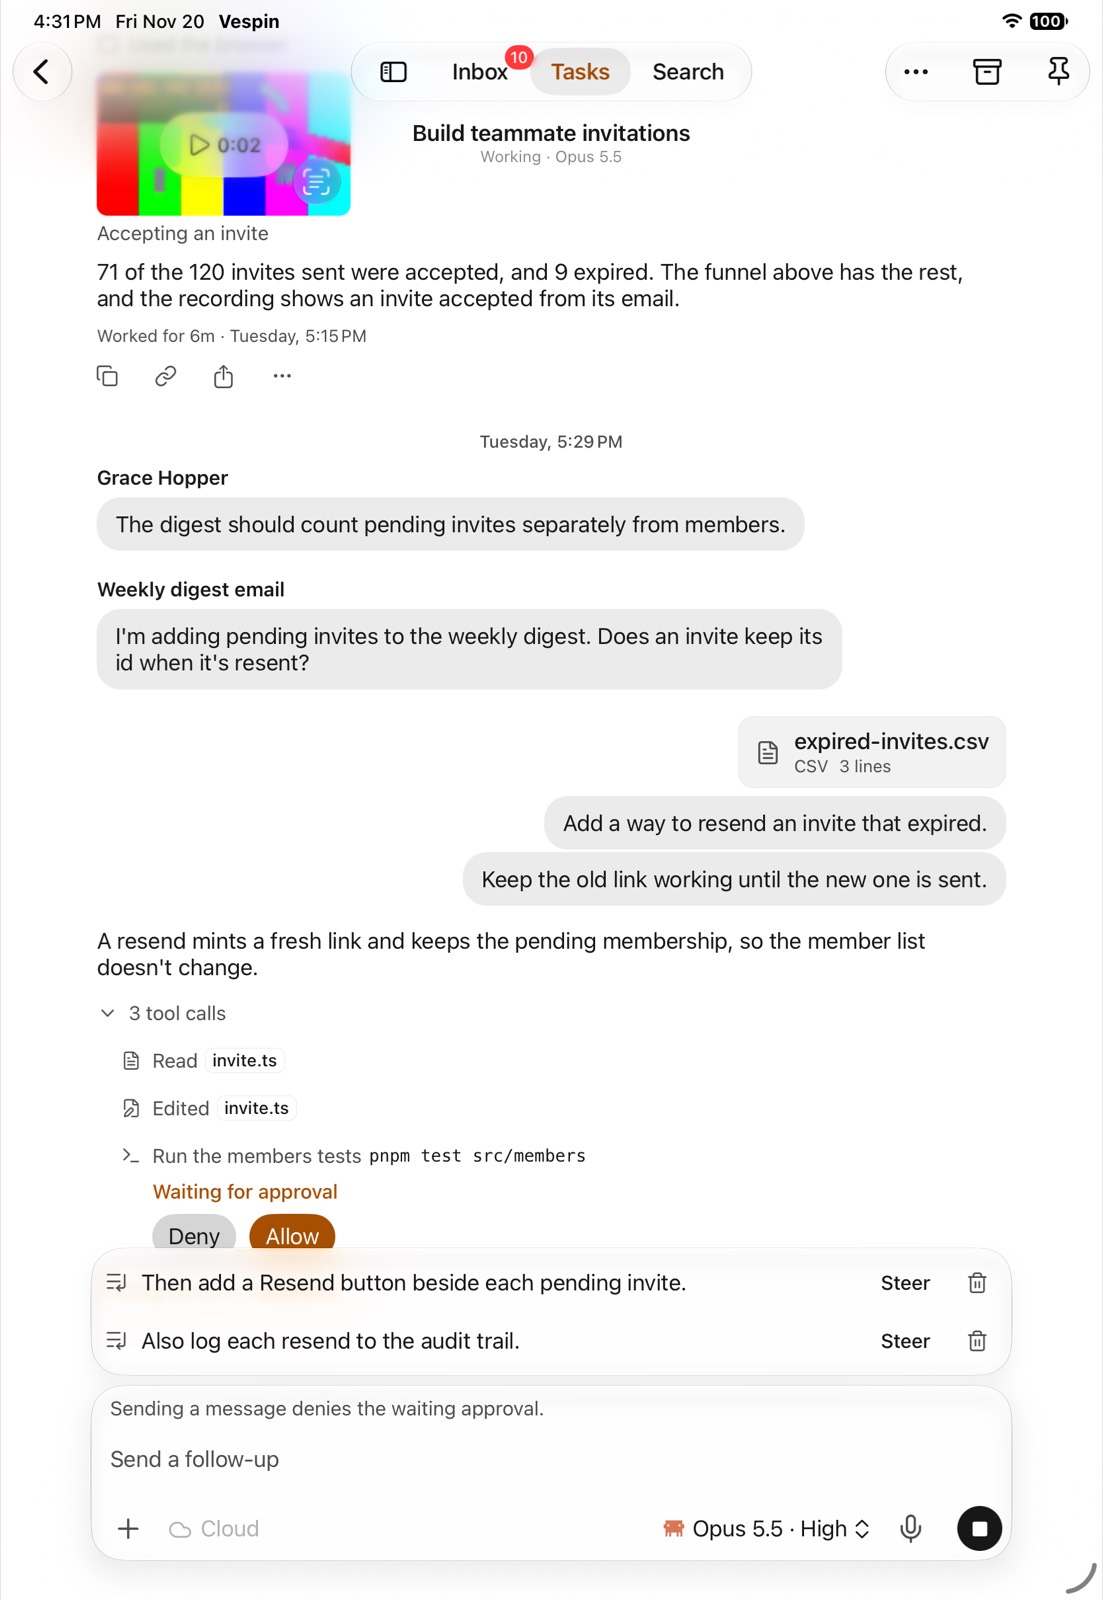 4:31 PM Fri Nov 20 Vespin
100
Inbox
10
Tasks
Search
Build teammate invitations
Working · Opus 5.5
0:02
Accepting an invite
71 of the 120 invites sent were accepted, and 9 expired. The funnel above has the rest,
and the recording shows an invite accepted from its email.
Worked for 6m · Tuesday, 5:15 PM
Tuesday, 5:29 PM
Grace Hopper
The digest should count pending invites separately from members.
Weekly digest email
I'm adding pending invites to the weekly digest. Does an invite keep its
id when it's resent?
expired-invites.csv
CSV 3 lines
Add a way to resend an invite that expired.
Keep the old link working until the new one is sent.
A resend mints a fresh link and keeps the pending membership, so the member list
doesn't change.
3 tool calls
Read invite.ts
Edited invite.ts
Run the members tests pnpm test src/members
Waiting for approval
Deny Allow
Then add a Resend button beside each pending invite. Steer
Also log each resend to the audit trail. Steer
Sending a message denies the waiting approval.
Send a follow-up
Cloud
Opus 5.5 · High